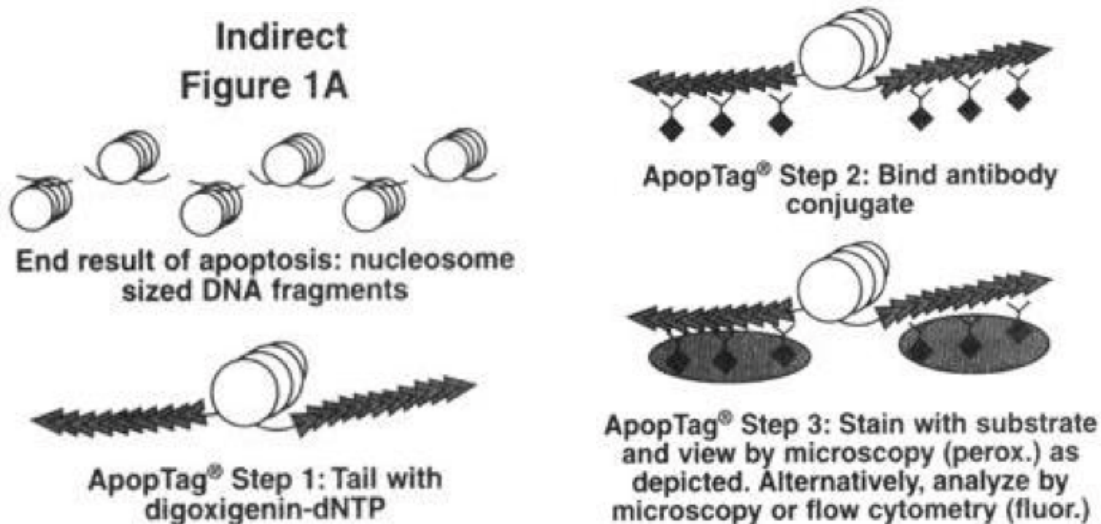 Indirect
Figure 1A
End result of apoptosis: nucleosome
sized DNA fragments
ApopTag® Step 1: Tail with
digoxigenin-dNTP
ApopTag® Step 2: Bind antibody
conjugate
ApopTag® Step 3: Stain with substrate
and view by microscopy (perox.) as
depicted. Alternatively, analyze by
microscopy or flow cytometry (fluor.)